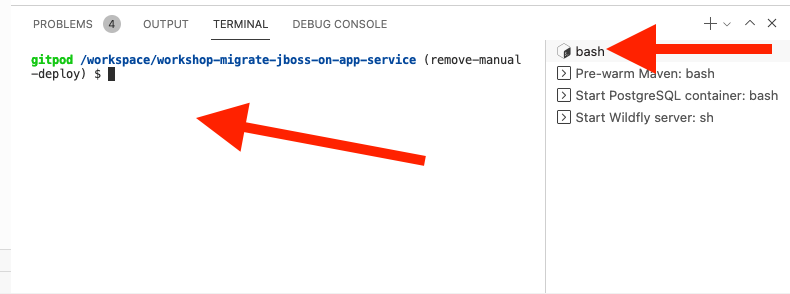 PROBLEMS 4 OUTPUT TERMINAL DEBUG CONSOLE
gitpod /workspace/workshop-migrate-jboss-on-app-service (remove-manual
-deploy) $
bash
Pre-warm Maven: bash
Start PostgreSQL container: bash
Start Wildfly server: sh